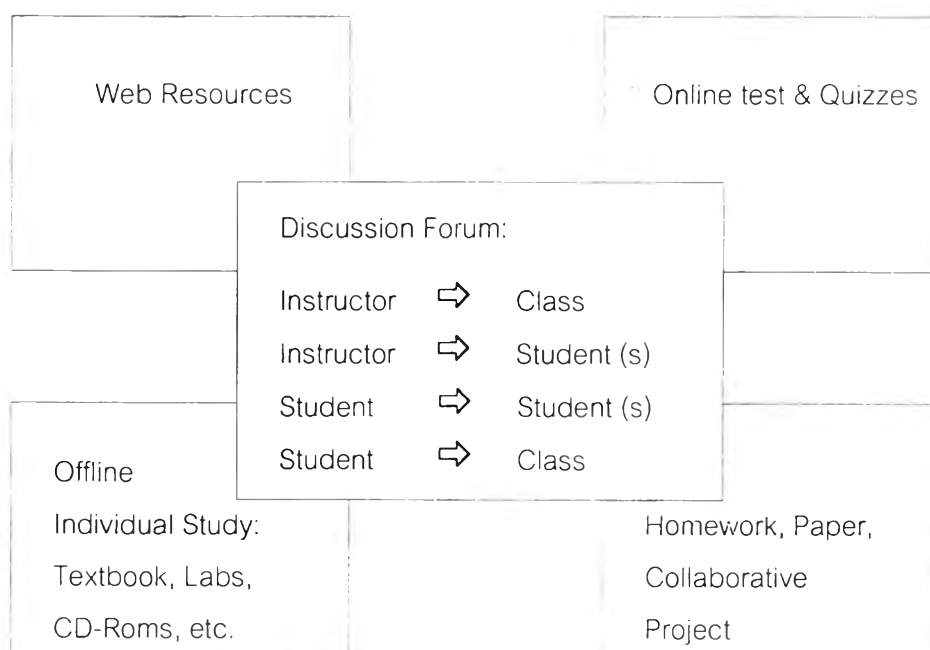 Web Resources
Online test & Quizzes
Discussion Forum:
Instructor ⇨ Class
Instructor ⇨ Student (s)
Student ⇨ Student (s)
Student ⇨ Class
Offline
Individual Study:
Textbook, Labs,
CD-Roms, etc.
Homework, Paper,
Collaborative
Project